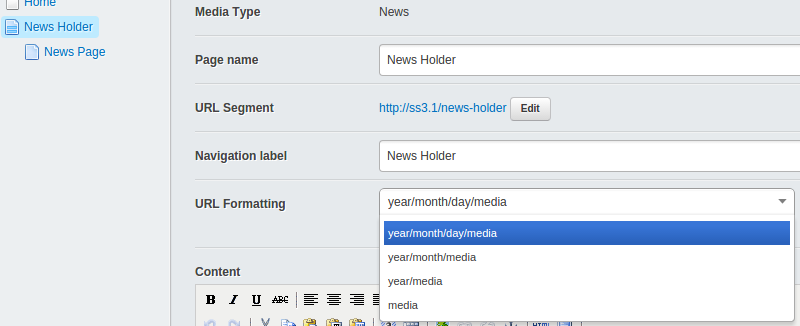 Home
News Holder
News Page
Media Type News
Page name News Holder
URL Segment http://ss3.1/news-holder Edit
Navigation label News Holder
URL Formatting year/month/day/media
year/month/day/media
year/month/media
year/media
media
Content
B I U ABC
HTML